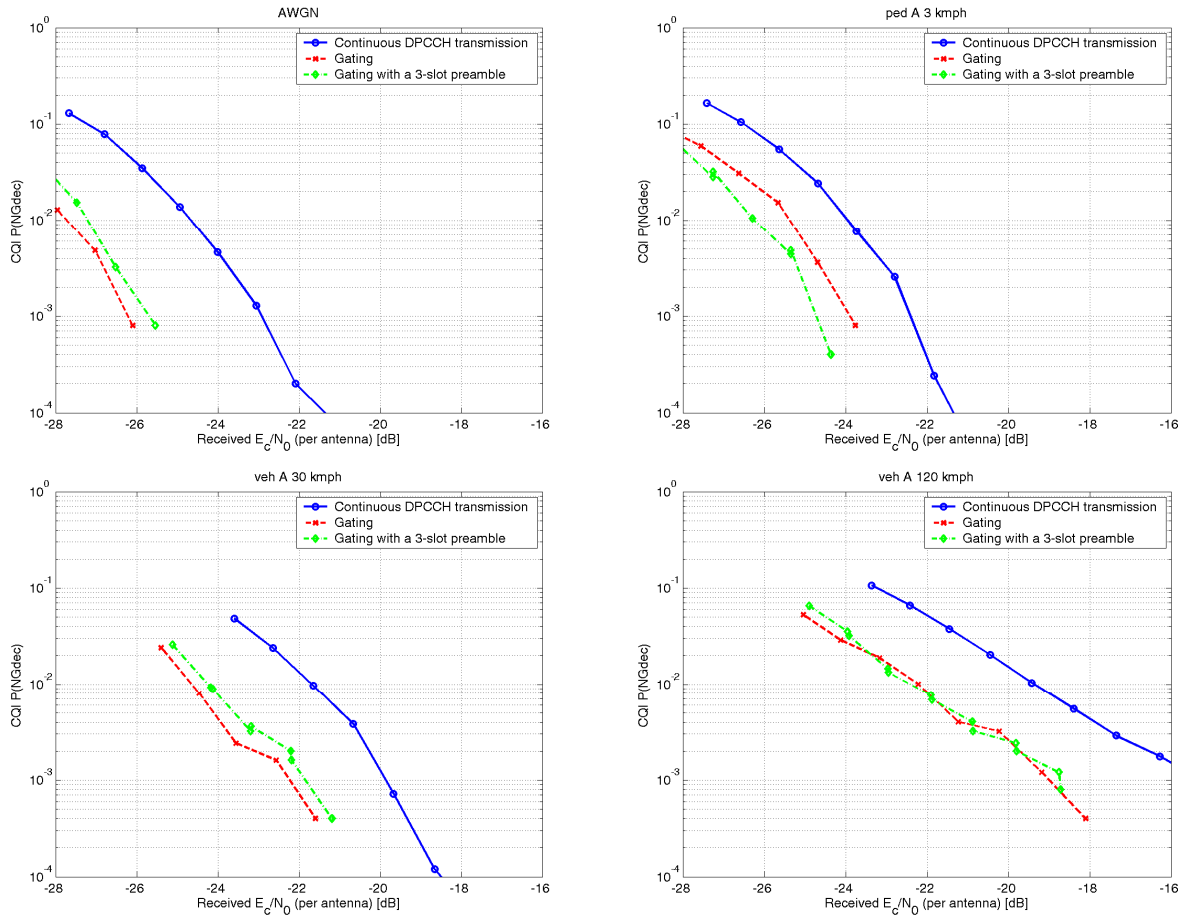 AWGN
10^0
10^-1
10^-2
10^-3
10^-4
CQI P(NGdec)
Continuous DPCCH transmission
Gating
Gating with a 3-slot preamble
-28 -26 -24 -22 -20 -18 -16
Received E_c/N_0 (per antenna) [dB]
ped A 3 kmph
10^0
10^-1
10^-2
10^-3
10^-4
CQI P(NGdec)
Continuous DPCCH transmission
Gating
Gating with a 3-slot preamble
-28 -26 -24 -22 -20 -18 -16
Received E_c/N_0 (per antenna) [dB]
veh A 30 kmph
10^0
10^-1
10^-2
10^-3
10^-4
CQI P(NGdec)
Continuous DPCCH transmission
Gating
Gating with a 3-slot preamble
-28 -26 -24 -22 -20 -18 -16
Received E_c/N_0 (per antenna) [dB]
veh A 120 kmph
10^0
10^-1
10^-2
10^-3
10^-4
CQI P(NGdec)
Continuous DPCCH transmission
Gating
Gating with a 3-slot preamble
-28 -26 -24 -22 -20 -18 -16
Received E_c/N_0 (per antenna) [dB]